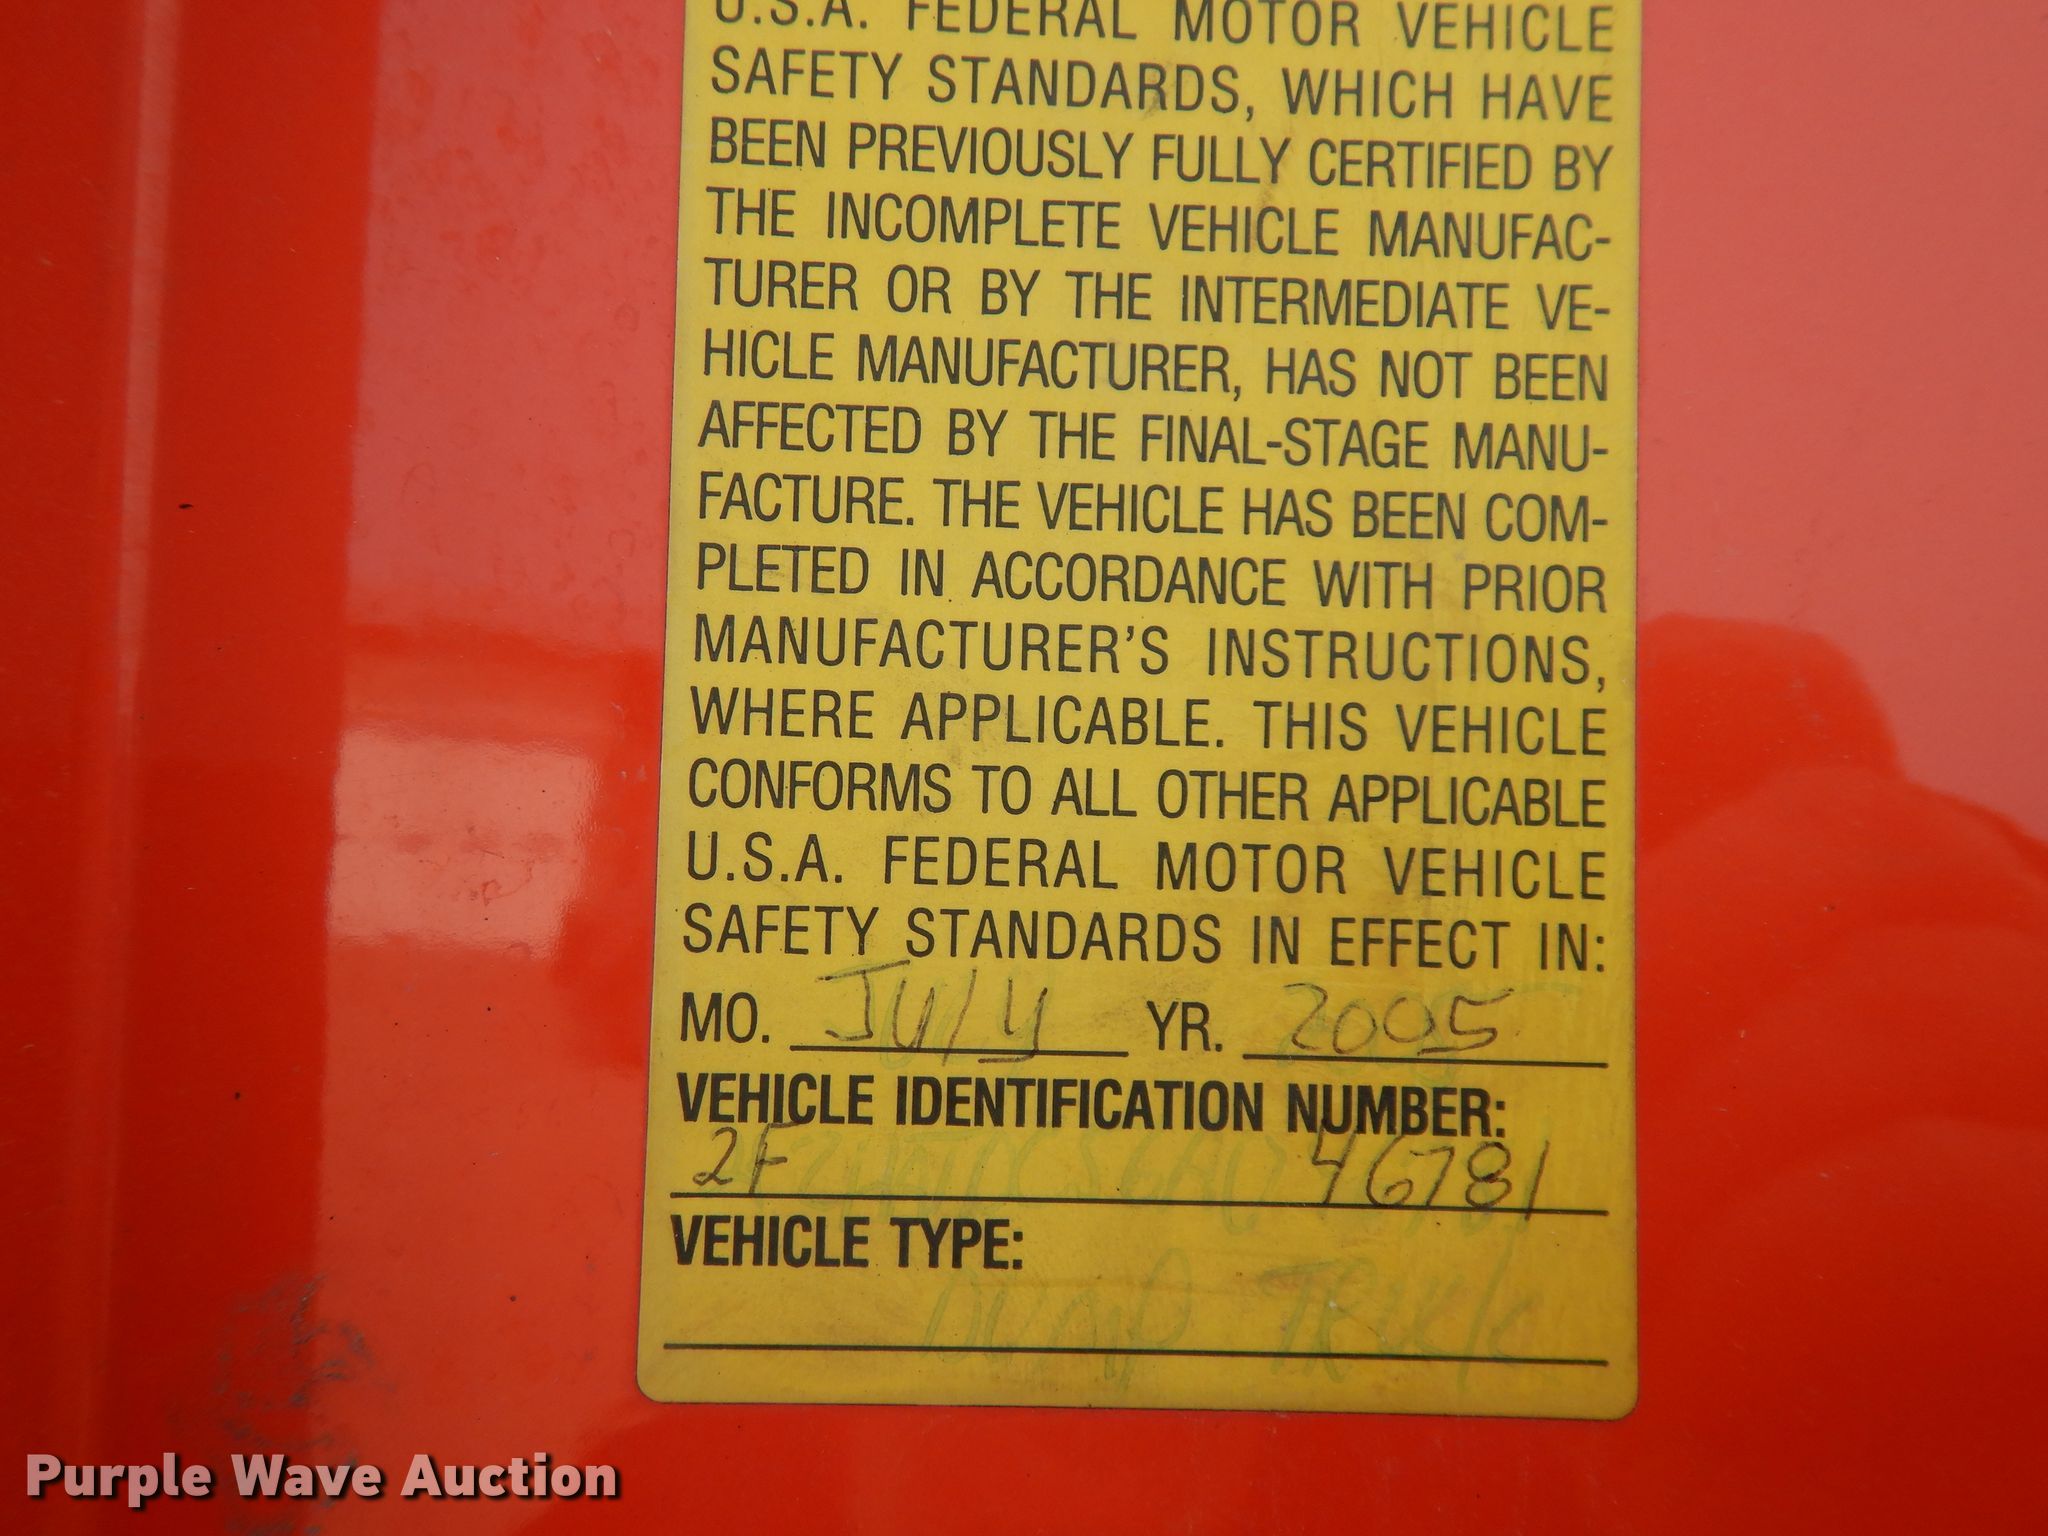 U.S.A. FEDERAL MOTOR VEHICLE
SAFETY STANDARDS, WHICH HAVE
BEEN PREVIOUSLY FULLY CERTIFIED BY
THE INCOMPLETE VEHICLE MANUFAC-
TURER OR BY THE INTERMEDIATE VE-
HICLE MANUFACTURER, HAS NOT BEEN
AFFECTED BY THE FINAL-STAGE MANU-
FACTURE. THE VEHICLE HAS BEEN COM-
PLETED IN ACCORDANCE WITH PRIOR
MANUFACTURER'S INSTRUCTIONS,
WHERE APPLICABLE. THIS VEHICLE
CONFORMS TO ALL OTHER APPLICABLE
U.S.A. FEDERAL MOTOR VEHICLE
SAFETY STANDARDS IN EFFECT IN:
MO. July YR. 2005
VEHICLE IDENTIFICATION NUMBER:
2F 46781
VEHICLE TYPE:
DUMP TRUCK
Purple Wave Auction